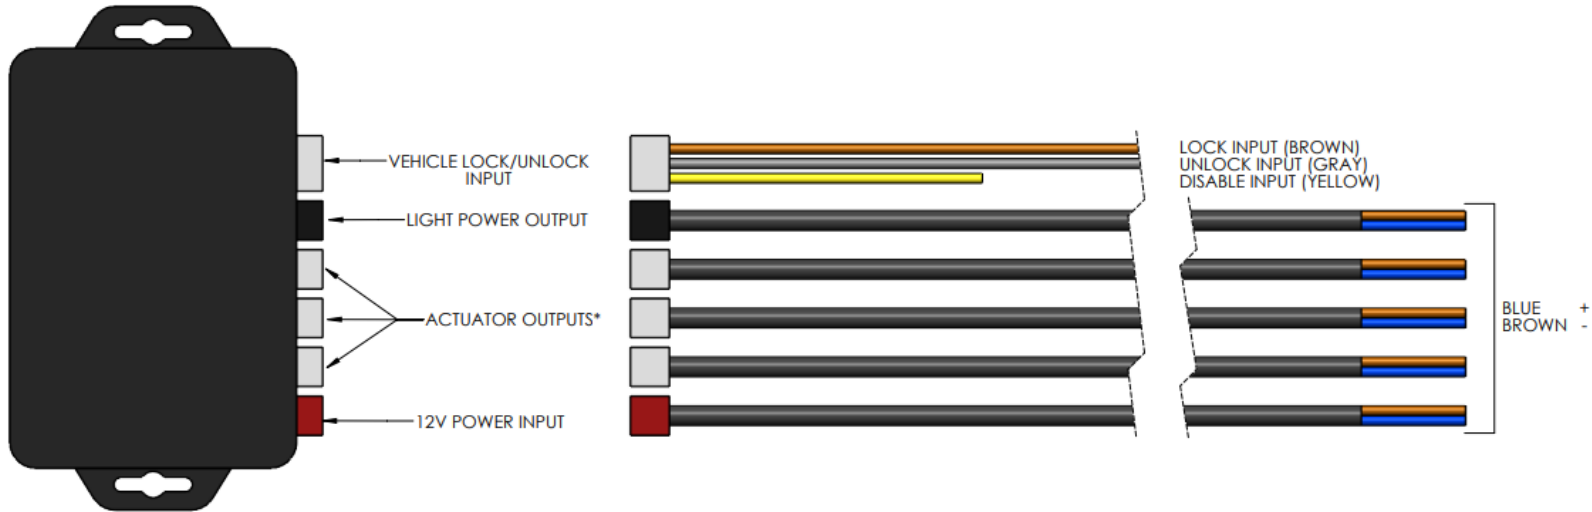 VEHICLE LOCK/UNLOCK
INPUT
LIGHT POWER OUTPUT
ACTUATOR OUTPUTS*
12V POWER INPUT
LOCK INPUT (BROWN)
UNLOCK INPUT (GRAY)
DISABLE INPUT (YELLOW)
BLUE +
BROWN -